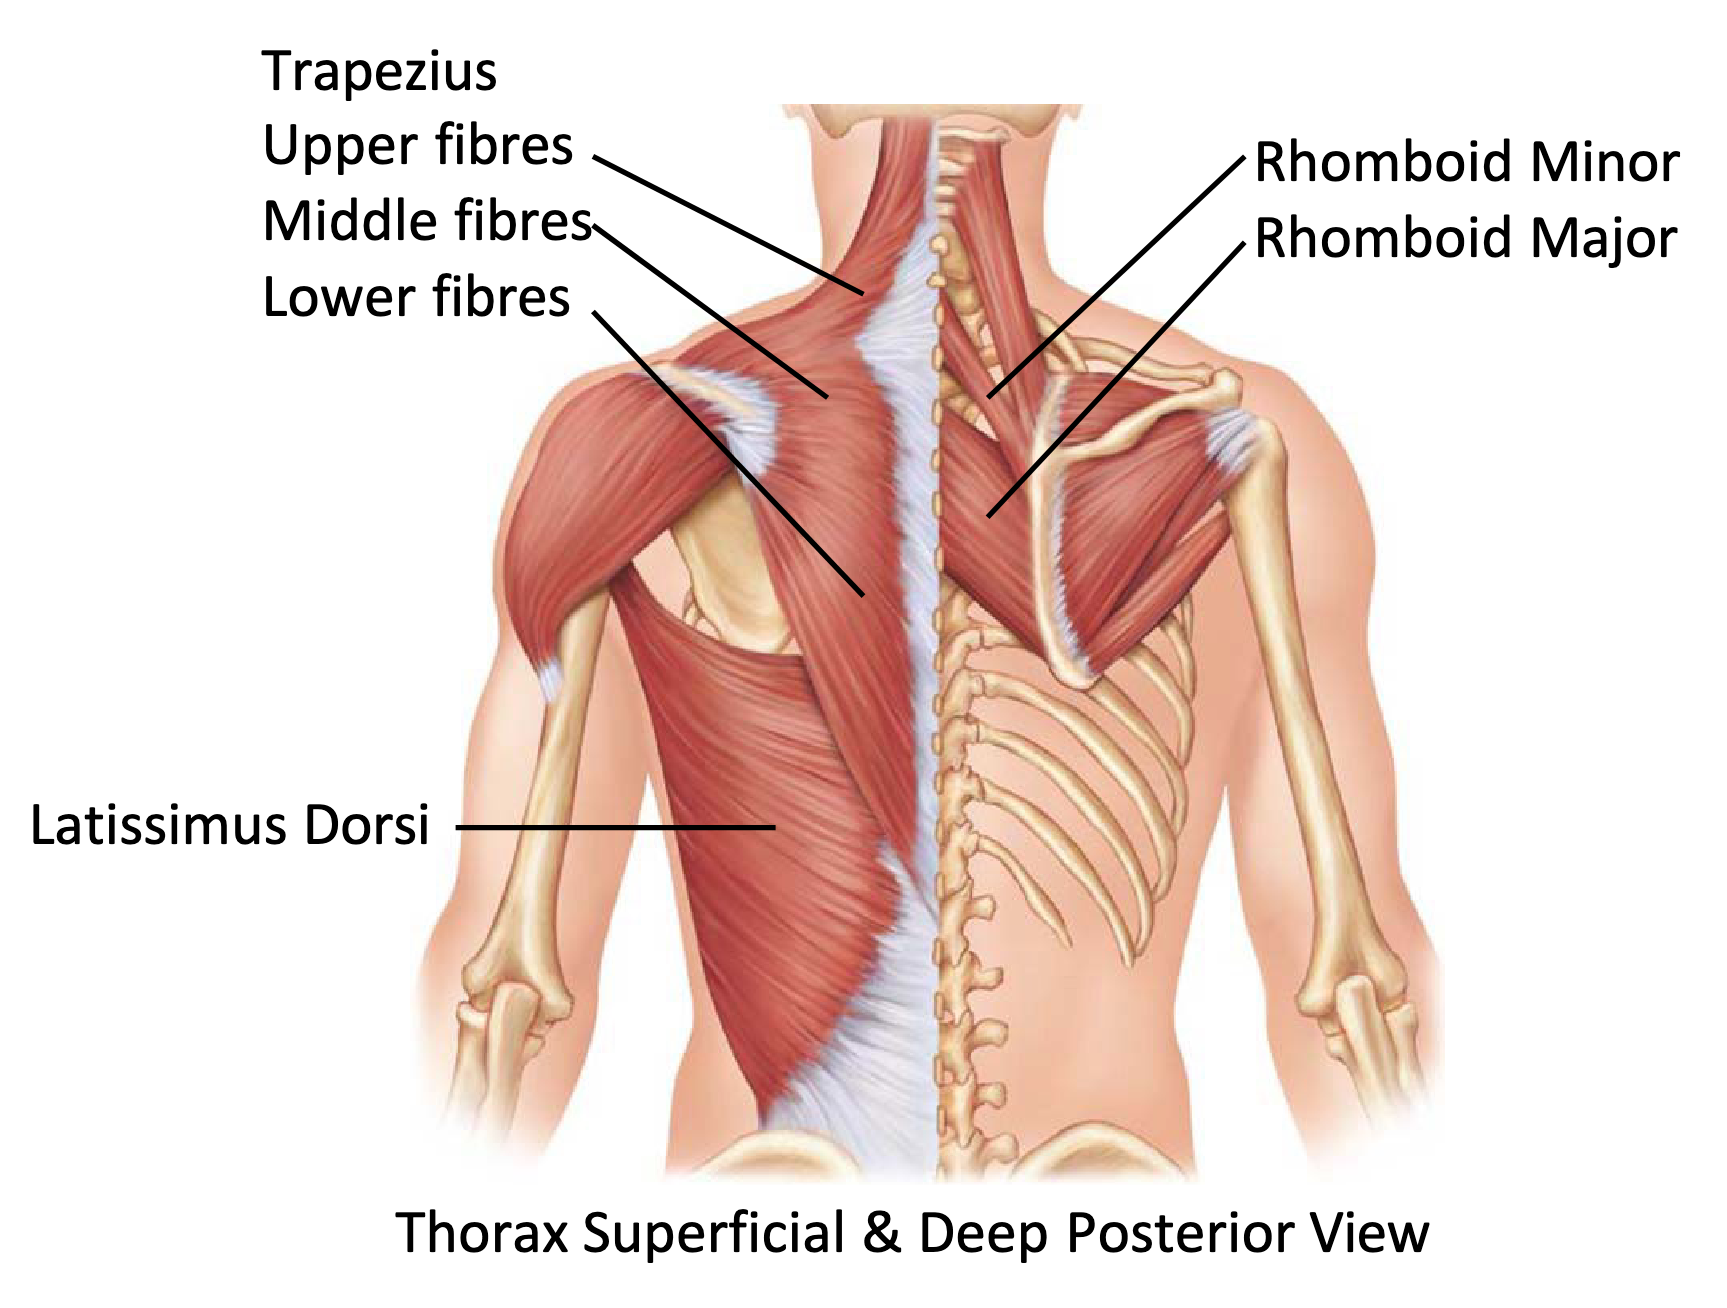 Trapezius
Upper fibres
Middle fibres
Lower fibres
Rhomboid Minor
Rhomboid Major
Latissimus Dorsi
Thorax Superficial & Deep Posterior View